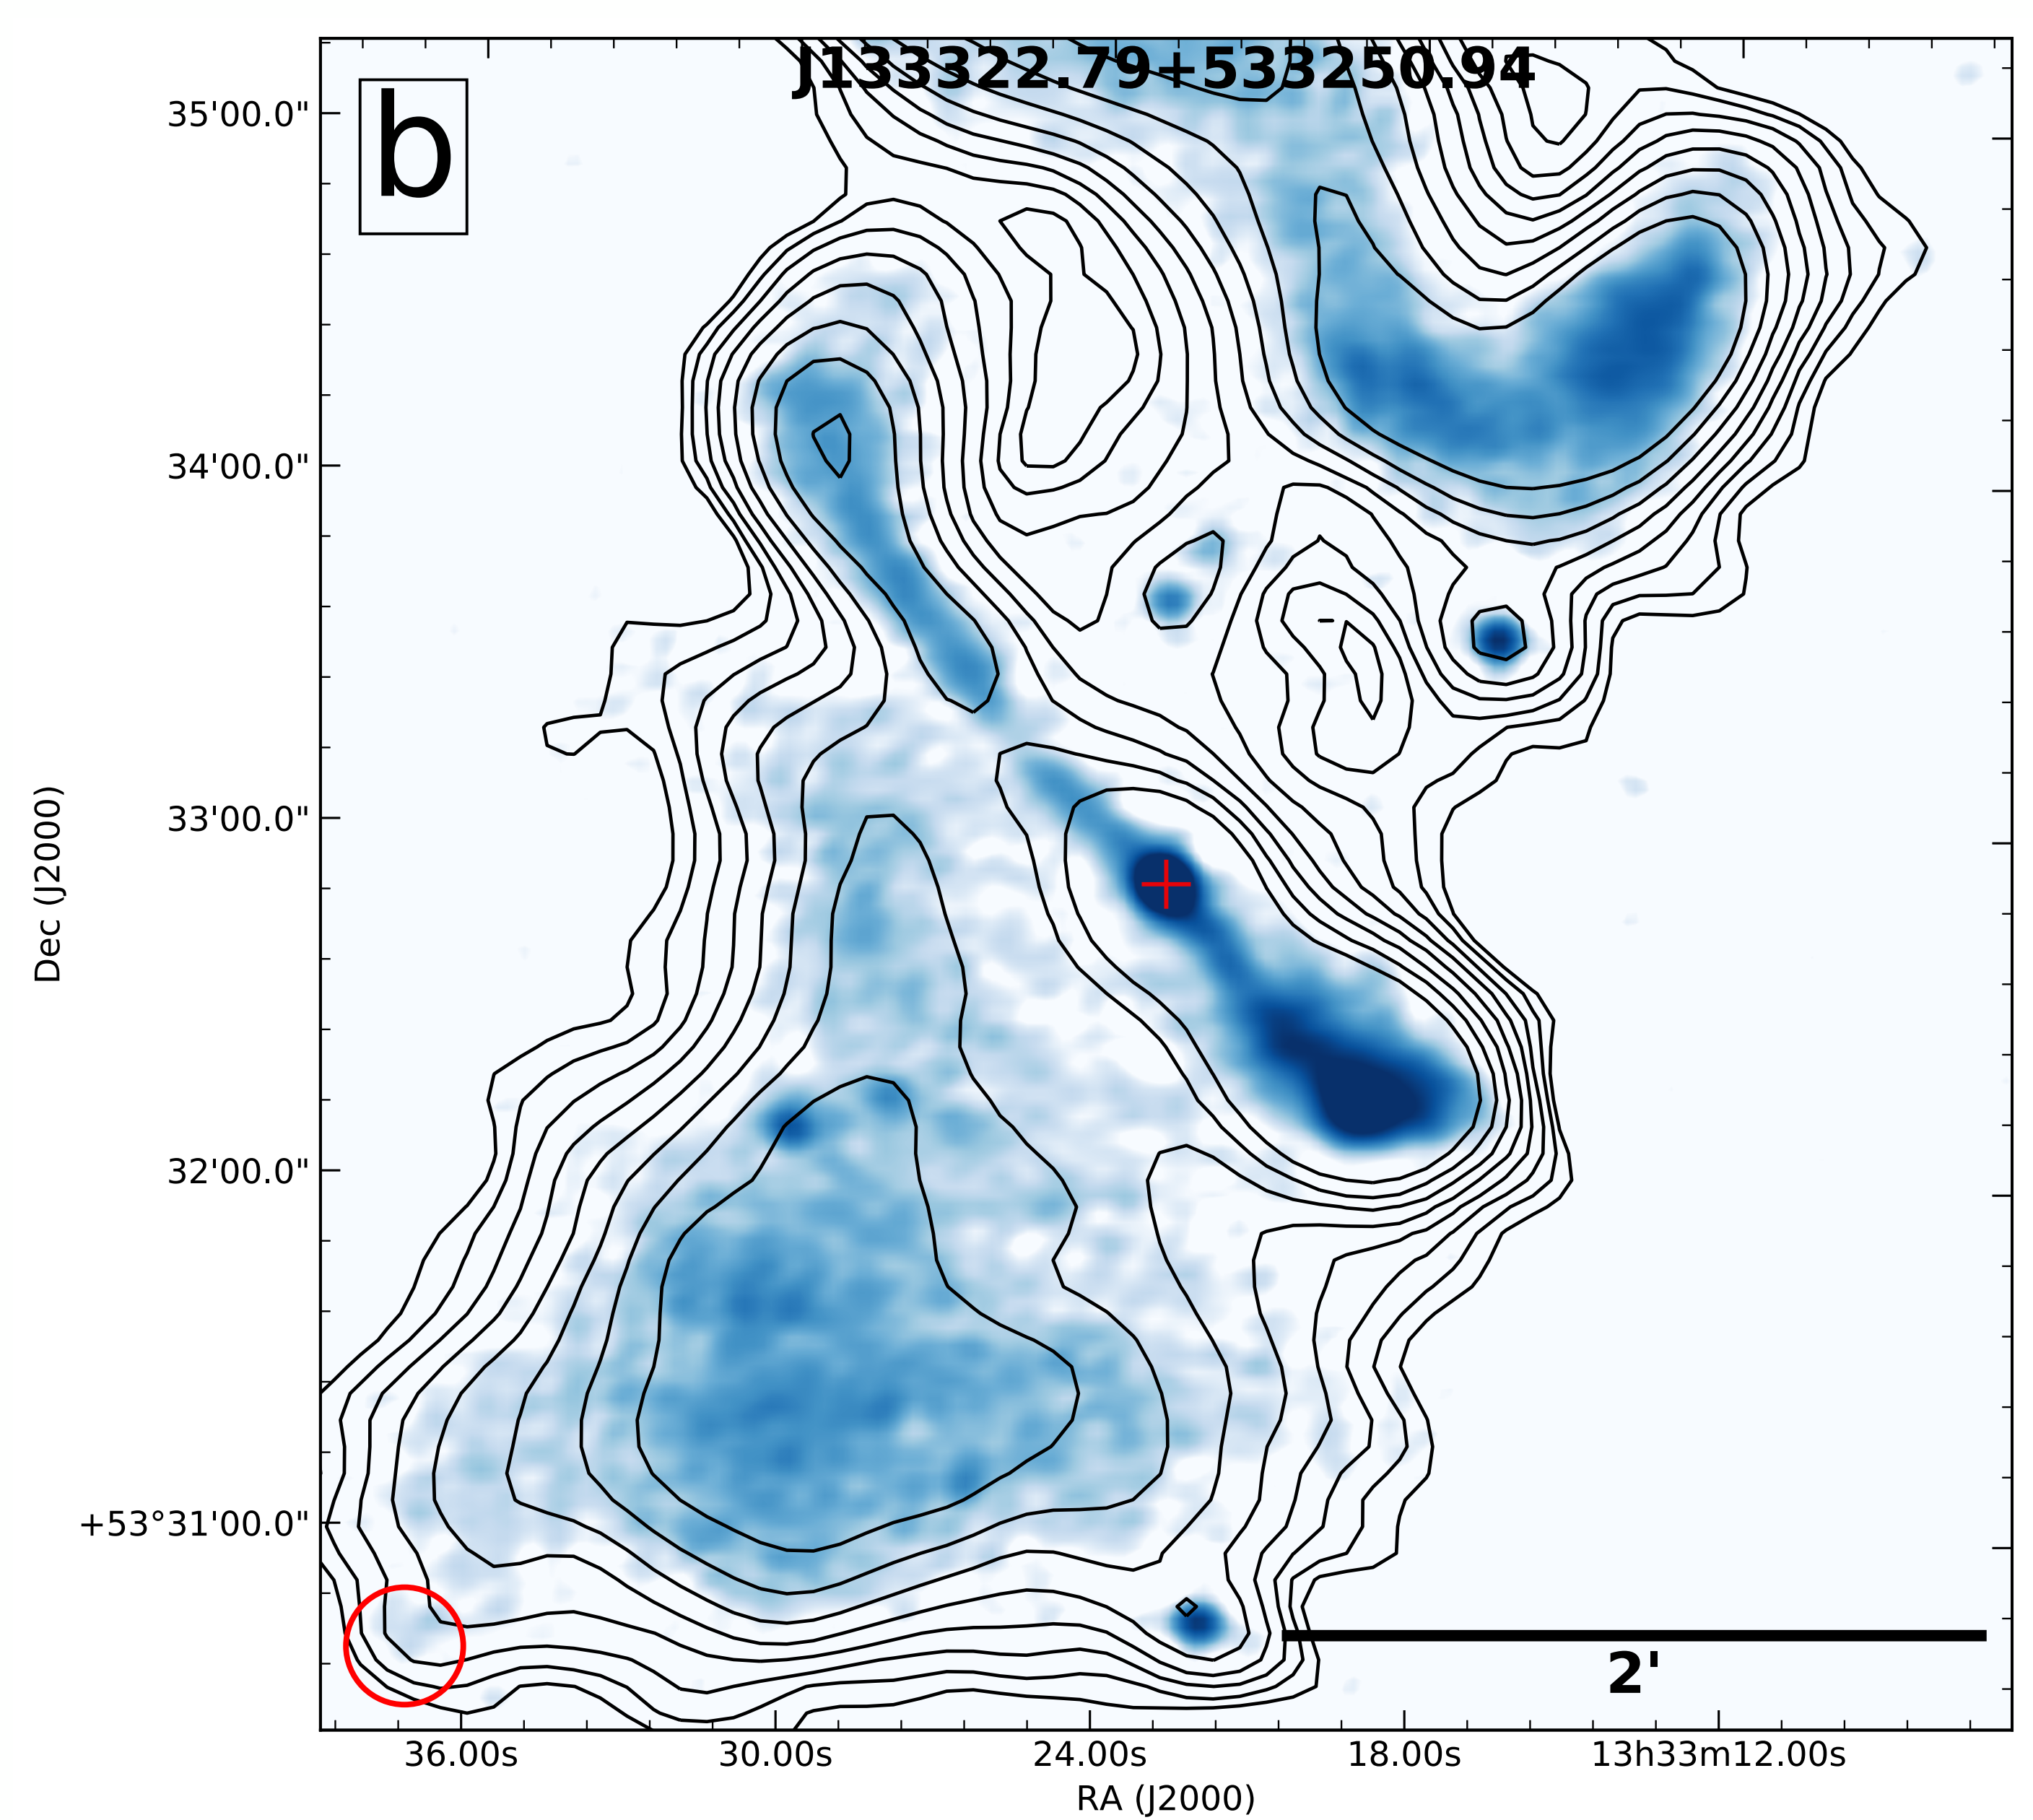 J133322.79+533250.94
b
35'00.0"
34'00.0"
33'00.0"
32'00.0"
+53°31'00.0"
Dec (J2000)
2'
36.00s 30.00s 24.00s 18.00s 13h33m12.00s
RA (J2000)